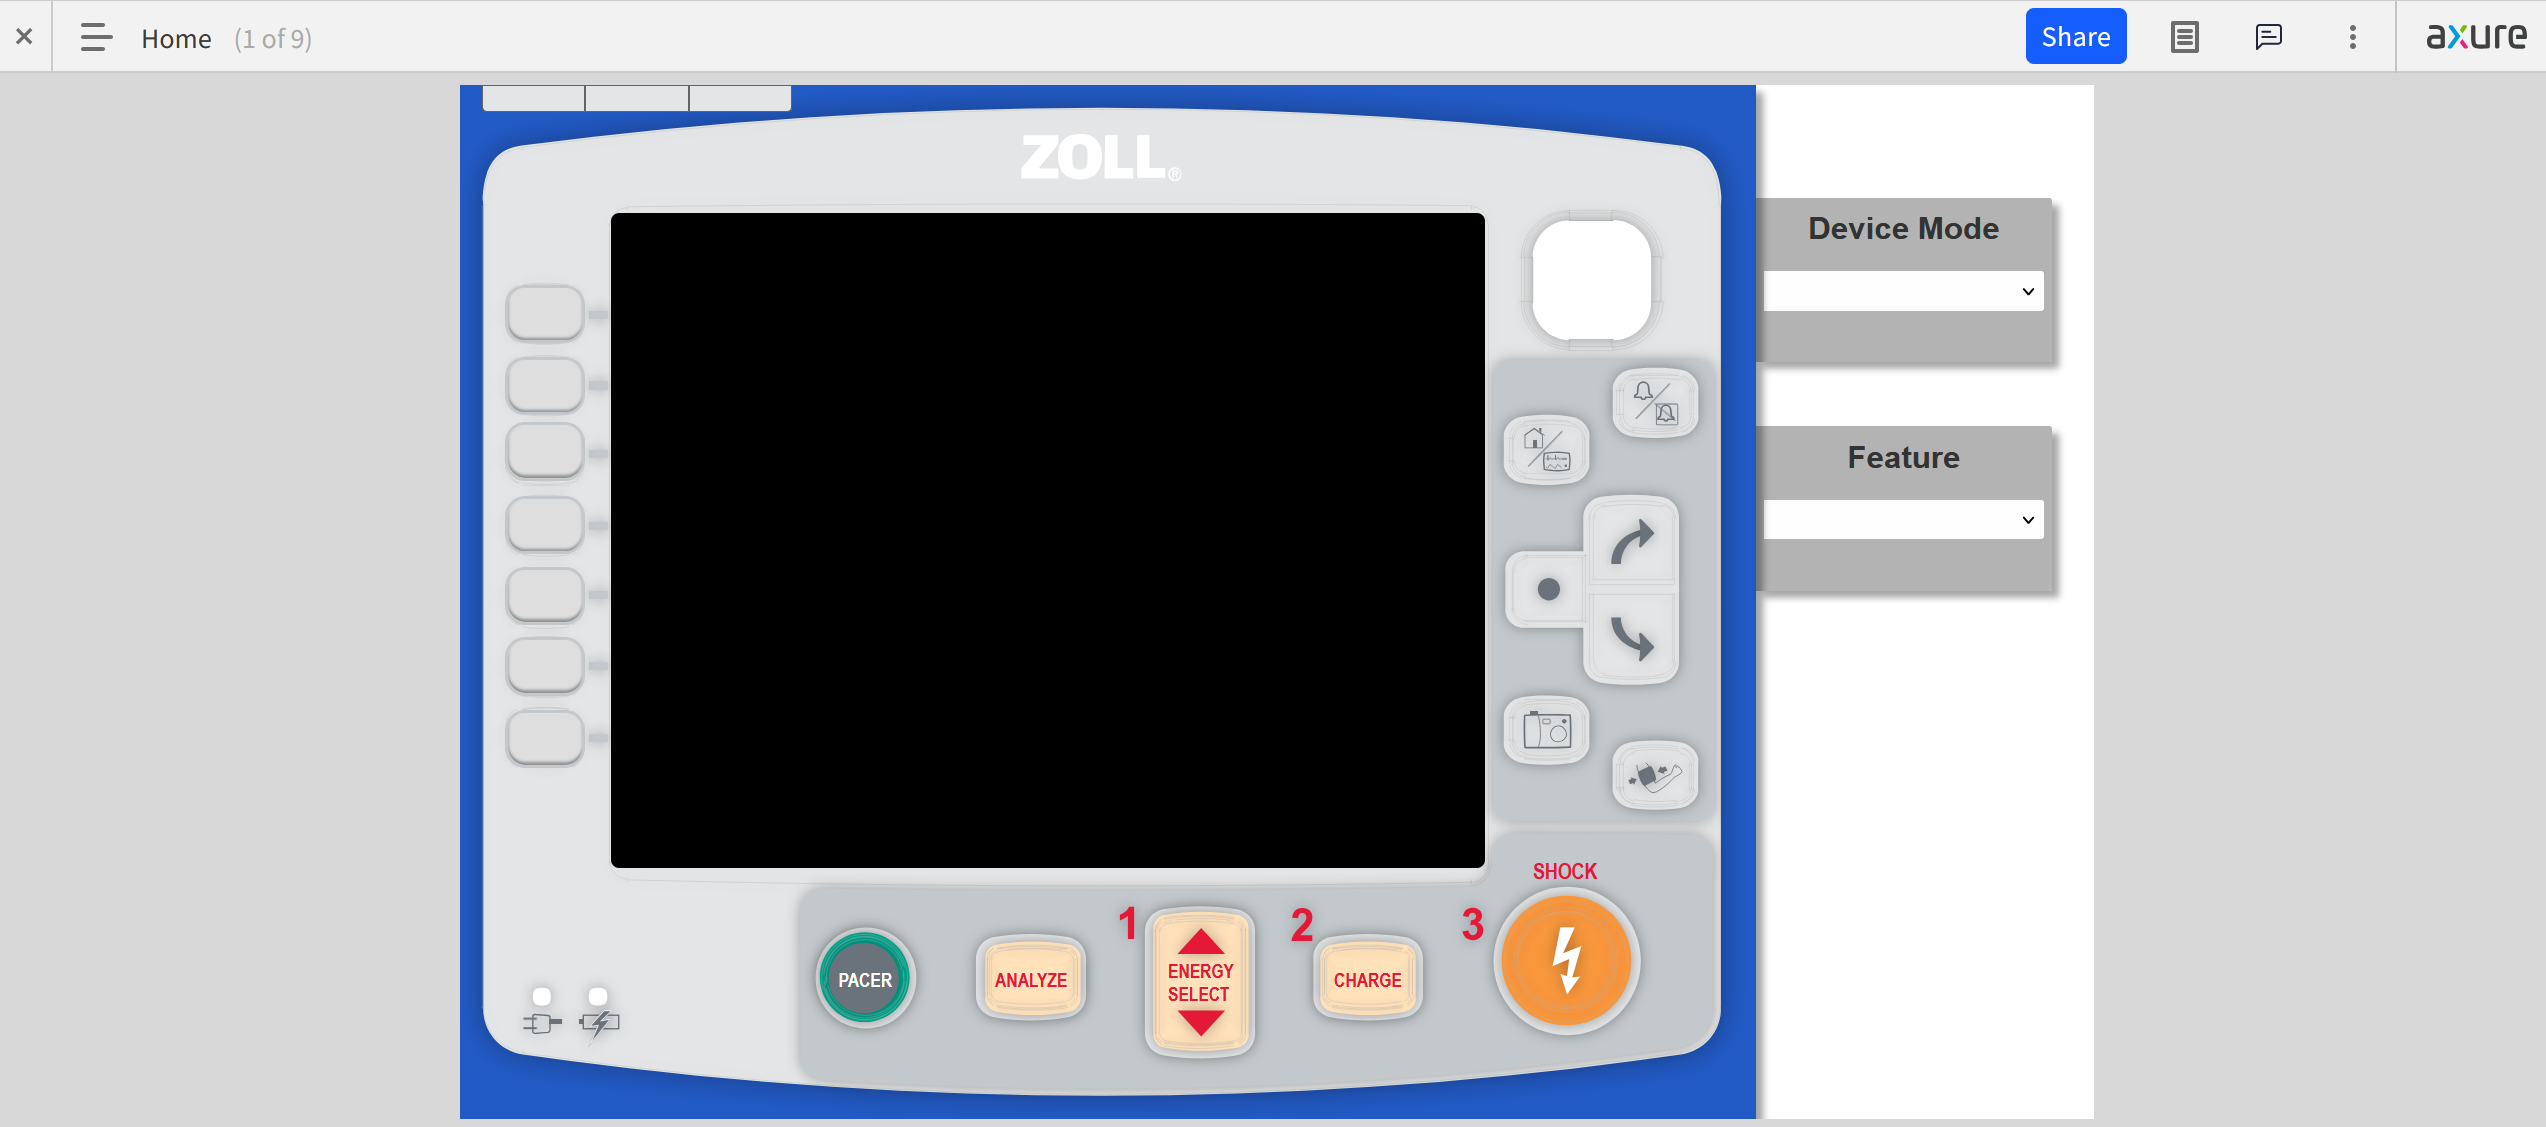 Home (1 of 9)
Share
axure
ZOLL®
Device Mode
Feature
SHOCK
1
2
3
PACER
ANALYZE
ENERGY
SELECT
CHARGE